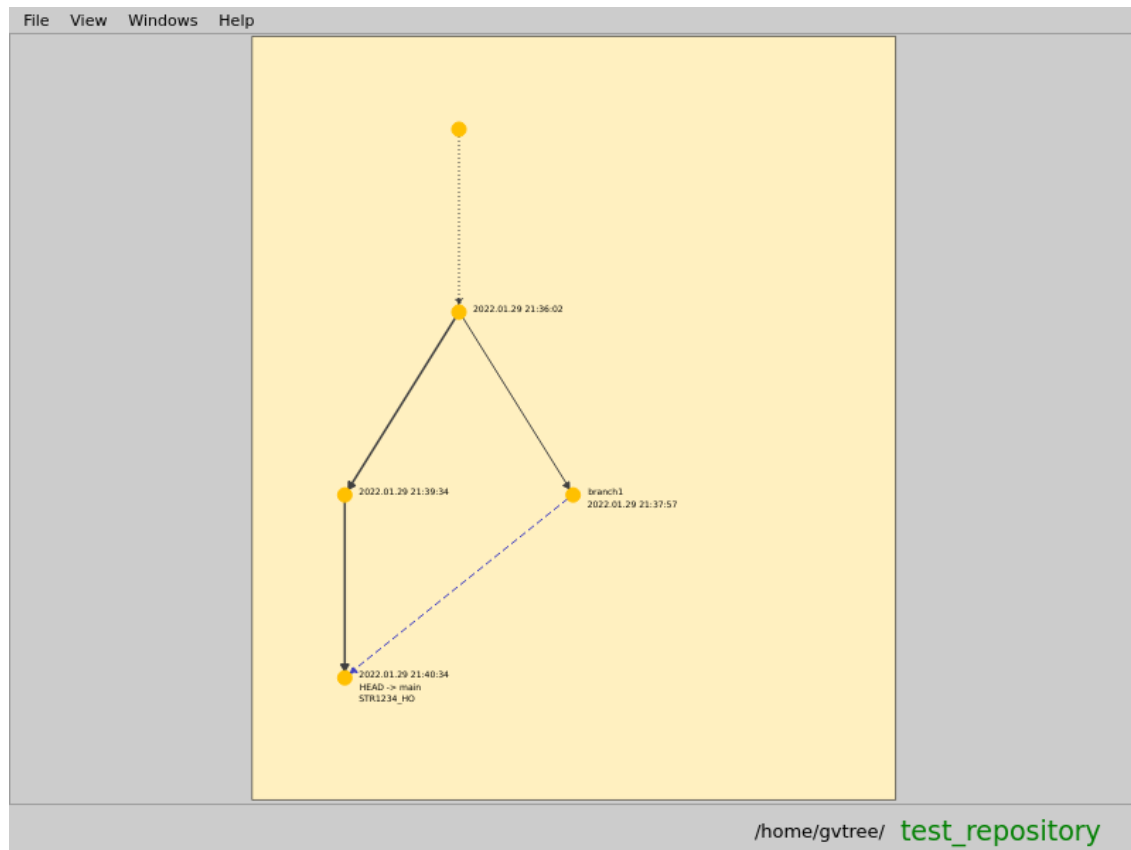 File View Windows Help
2022.01.29 21:36:02
2022.01.29 21:39:34
branch1
2022.01.29 21:37:57
2022.01.29 21:40:34
HEAD -> main
STR1234_HO
/home/gvtree/ test_repository